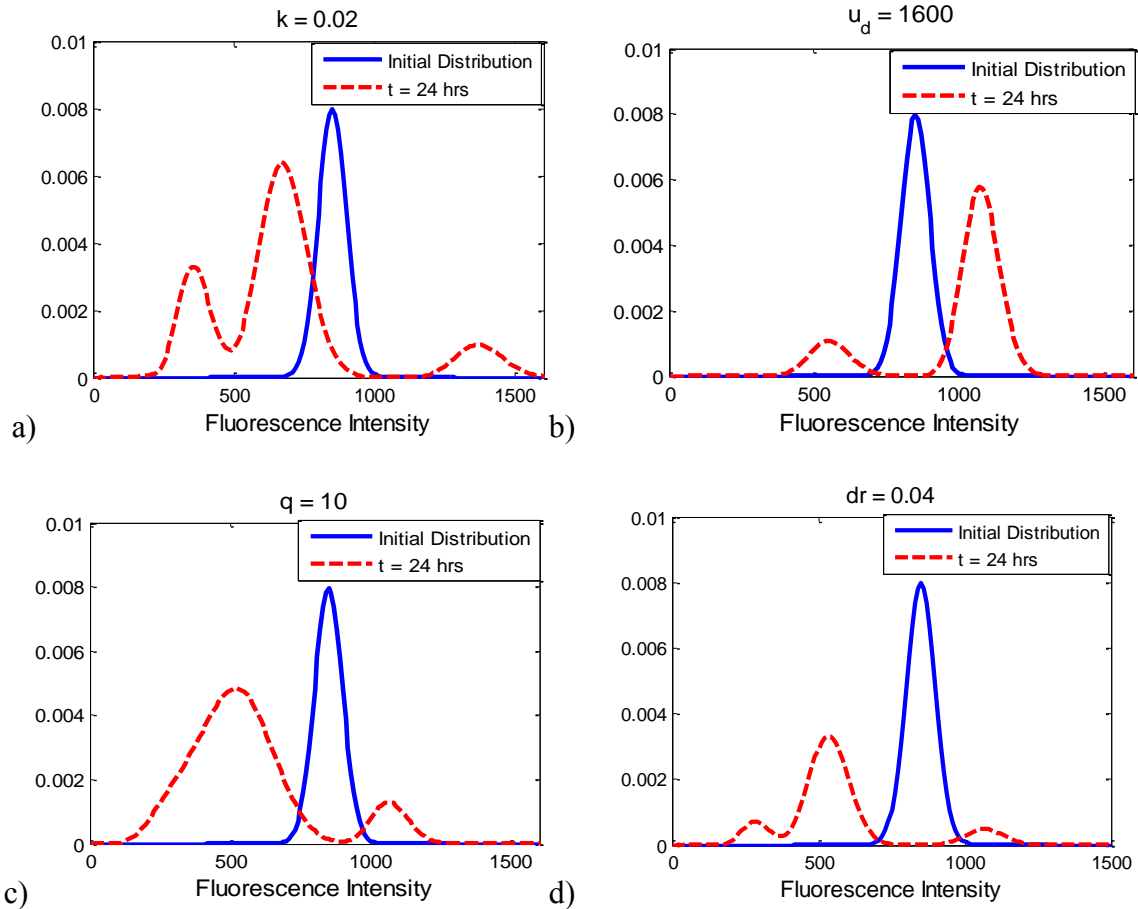 k = 0.02
0.01
0.008
0.006
0.004
0.002
0
0 500 1000 1500
Initial Distribution
t = 24 hrs
Fluorescence Intensity
a)
u_d = 1600
0.01
0.008
0.006
0.004
0.002
0
0 500 1000 1500
Initial Distribution
t = 24 hrs
Fluorescence Intensity
b)
q = 10
0.01
0.008
0.006
0.004
0.002
0
0 500 1000 1500
Initial Distribution
t = 24 hrs
Fluorescence Intensity
c)
dr = 0.04
0.01
0.008
0.006
0.004
0.002
0
0 500 1000 1500
Initial Distribution
t = 24 hrs
Fluorescence Intensity
d)